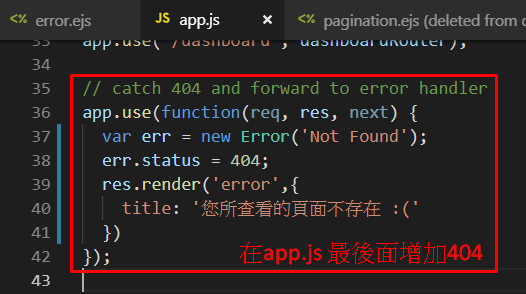 error.ejs app.js × pagination.ejs (deleted from d
33 app.use('/dashboard', dashboardRouter);
34
35 // catch 404 and forward to error handler
36 app.use(function(req, res, next) {
37 var err = new Error('Not Found');
38 err.status = 404;
39 res.render('error',{
40 title: '您所查看的頁面不存在 :('
41 })
42 });
在app.js 最後面增加404
43